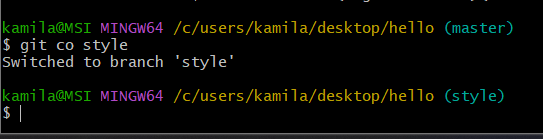 kamila@MSI MINGW64 /c/users/kamila/desktop/hello (master)
$ git co style
Switched to branch 'style'
kamila@MSI MINGW64 /c/users/kamila/desktop/hello (style)
$